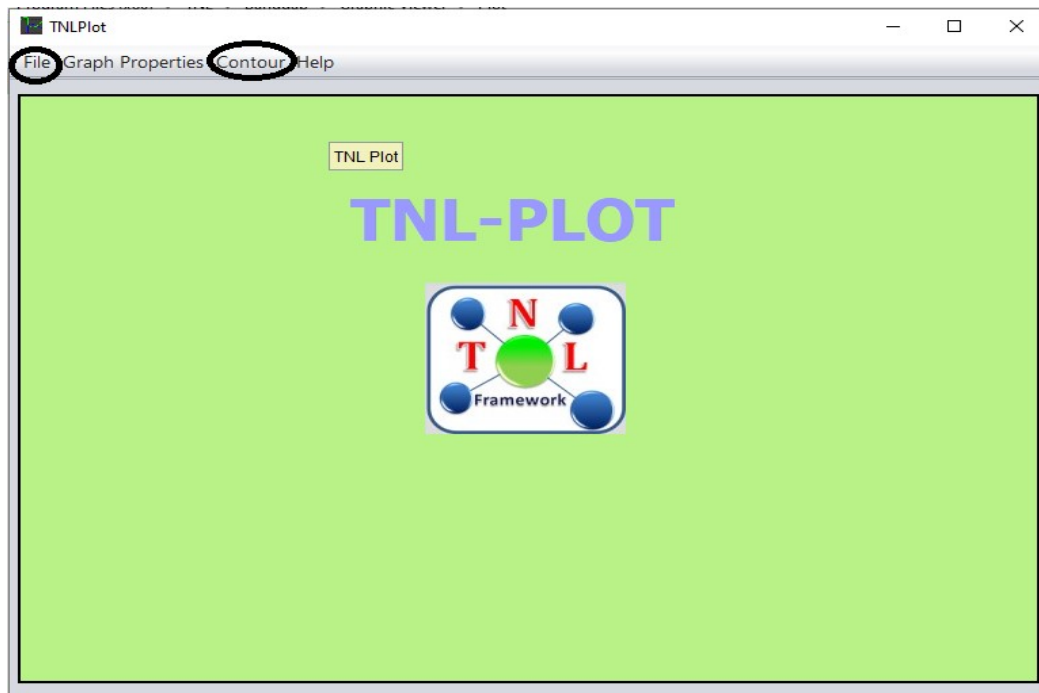 TNLPlot
File Graph Properties Contour Help
TNL Plot
TNL-PLOT
N
T L
Framework